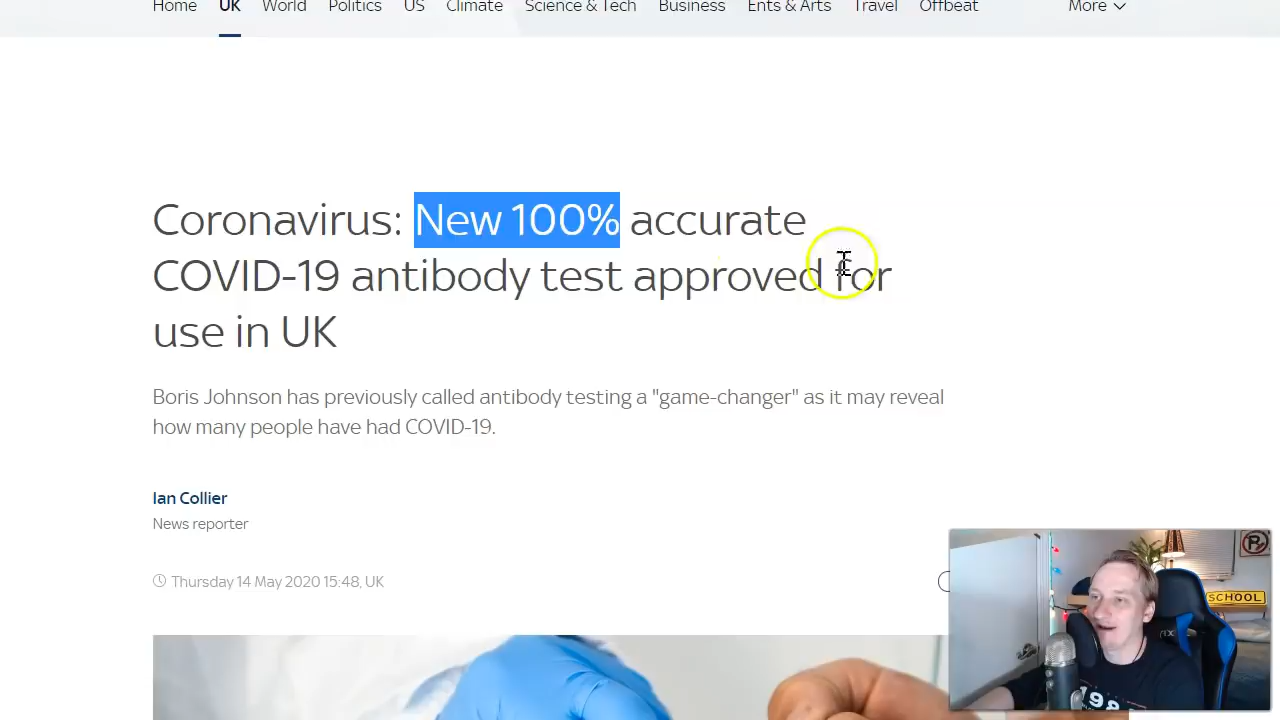 Home UK World Politics US Climate Science & Tech Business Ents & Arts Travel Offbeat More
Coronavirus: New 100% accurate
COVID-19 antibody test approved for
use in UK
Boris Johnson has previously called antibody testing a "game-changer" as it may reveal
how many people have had COVID-19.
Ian Collier
News reporter
Thursday 14 May 2020 15:48, UK
SCHOOL
198